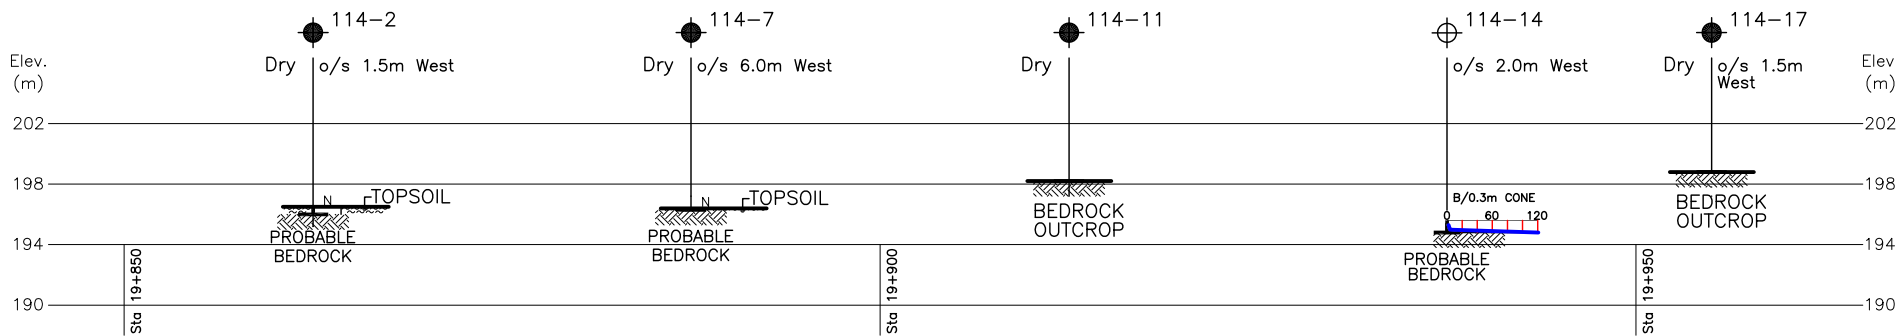 114-2
114-7
114-11
114-14
114-17
Elev.
(m)
Dry
o/s 1.5m West
Dry
o/s 6.0m West
Dry
o/s 2.0m West
Dry
o/s 1.5m
West
Elev
(m)
202
202
198
198
N
TOPSOIL
PROBABLE
BEDROCK
N
TOPSOIL
PROBABLE
BEDROCK
BEDROCK
OUTCROP
B/0.3m CONE
0 60 120
PROBABLE
BEDROCK
BEDROCK
OUTCROP
194
194
190
190
Sta 19+850
Sta 19+900
Sta 19+950